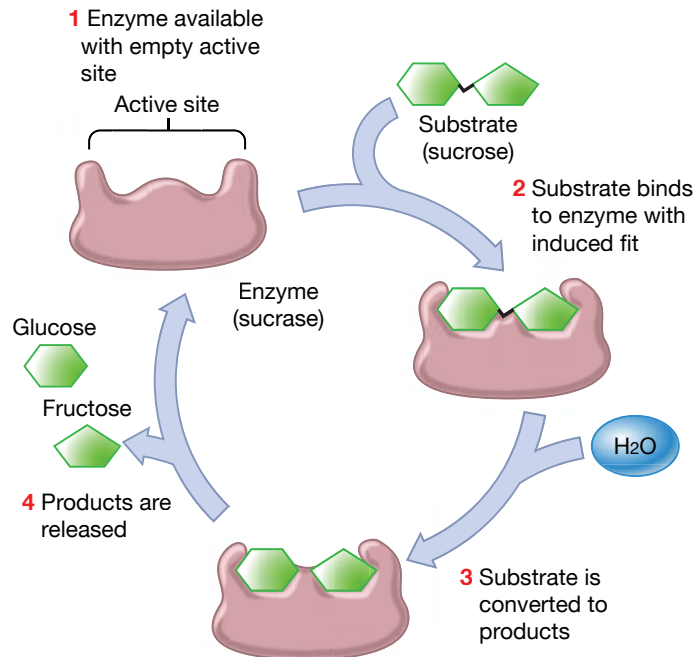 1 Enzyme available
with empty active
site
Active site
Substrate
(sucrose)
2 Substrate binds
to enzyme with
induced fit
Enzyme
(sucrase)
Glucose
Fructose
H2O
4 Products are
released
3 Substrate is
converted to
products